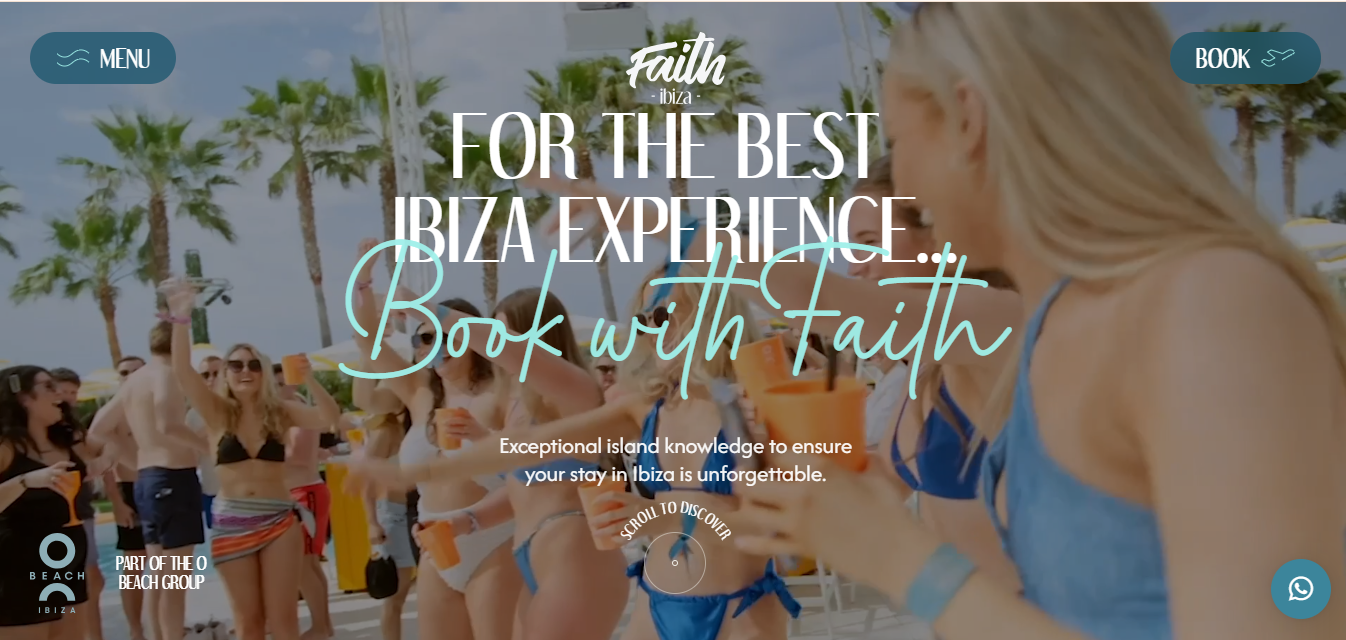 MENU
Faith
- ibiza -
BOOK
FOR THE BEST
IBIZA EXPERIENCE...
Book with Faith
Exceptional island knowledge to ensure
your stay in Ibiza is unforgettable.
SCROLL TO DISCOVER
BEACH
IBIZA
PART OF THE O
BEACH GROUP